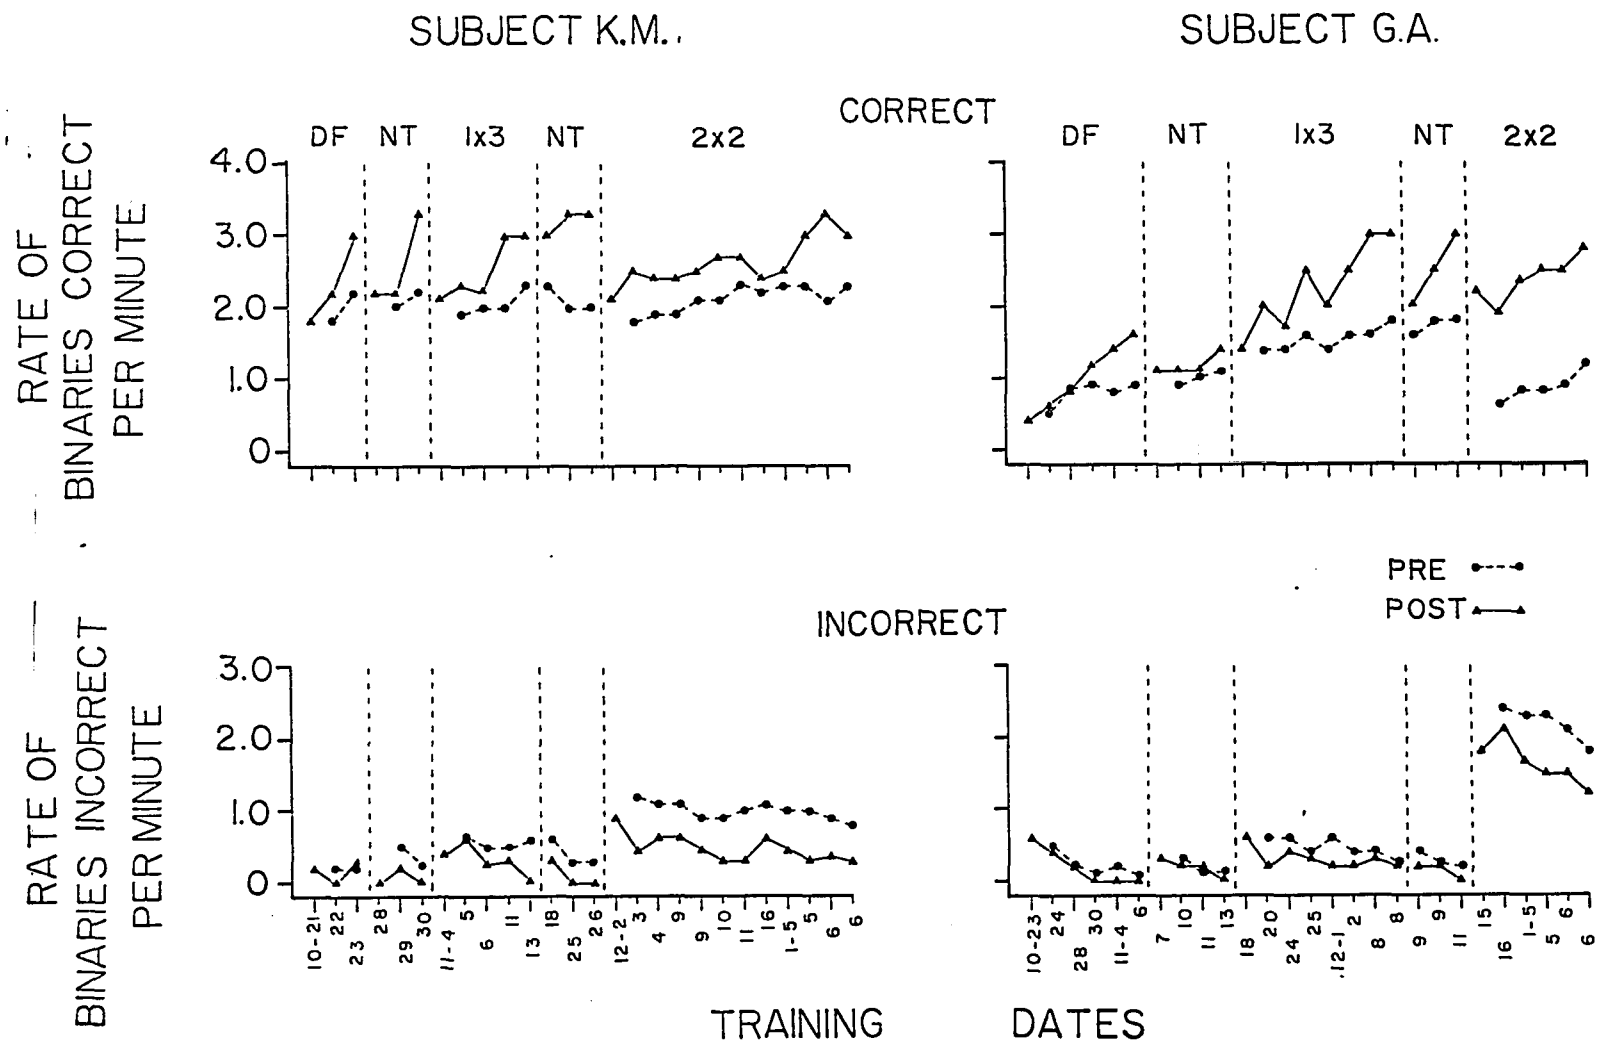 SUBJECT K.M.
SUBJECT G.A.
CORRECT
DF NT 1x3 NT 2x2
DF NT 1x3 NT 2x2
RATE OF
BINARIES CORRECT
PER MINUTE
4.0
3.0
2.0
1.0
0
PRE
POST
INCORRECT
RATE OF
BINARIES INCORRECT
PER MINUTE
3.0
2.0
1.0
0
10-21 22 23 28 29 30 11-4 5 6 11 13 18 25 26 12-2 3 4 9 9 10 11 16 1-5 5 6 6
10-23 24 28 30 11-4 6 7 10 11 13 18 20 24 25 12-1 2 8 8 9 9 11 15 16 1-5 5 6 6
TRAINING DATES